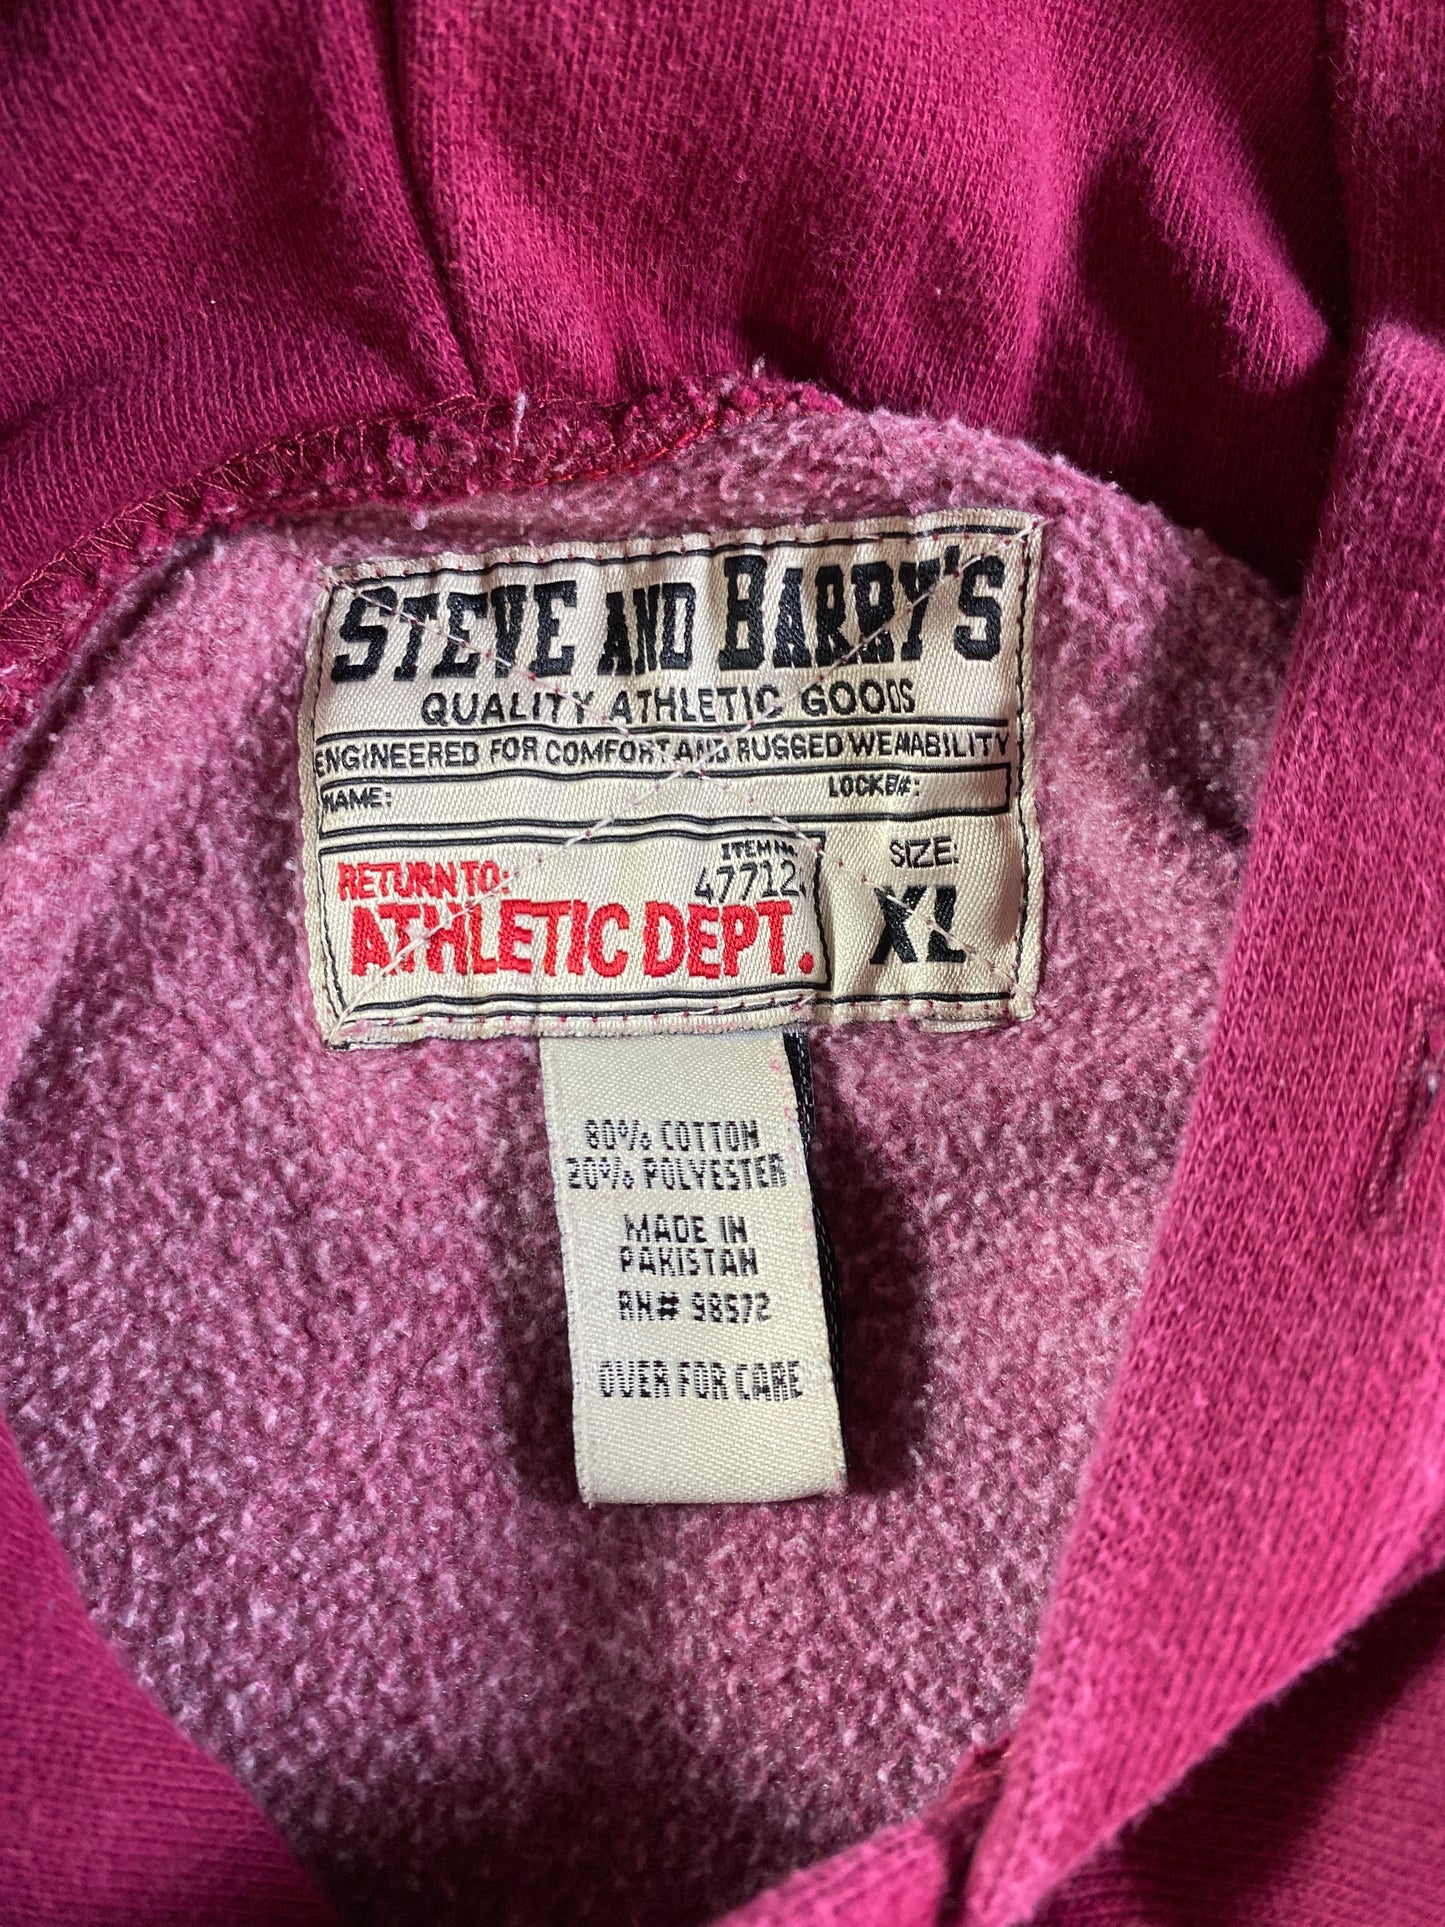 STEVE AND BARRY'S
QUALITY ATHLETIC GOODS
ENGINEERED FOR COMFORT AND RUGGED WEARABILITY
NAME: LOCKER#:
ITEM No.
RETURN TO: 47712
ATHLETIC DEPT.
SIZE:
XL
80% COTTON
20% POLYESTER
MADE IN
PAKISTAN
RN# 98572
OVER FOR CARE